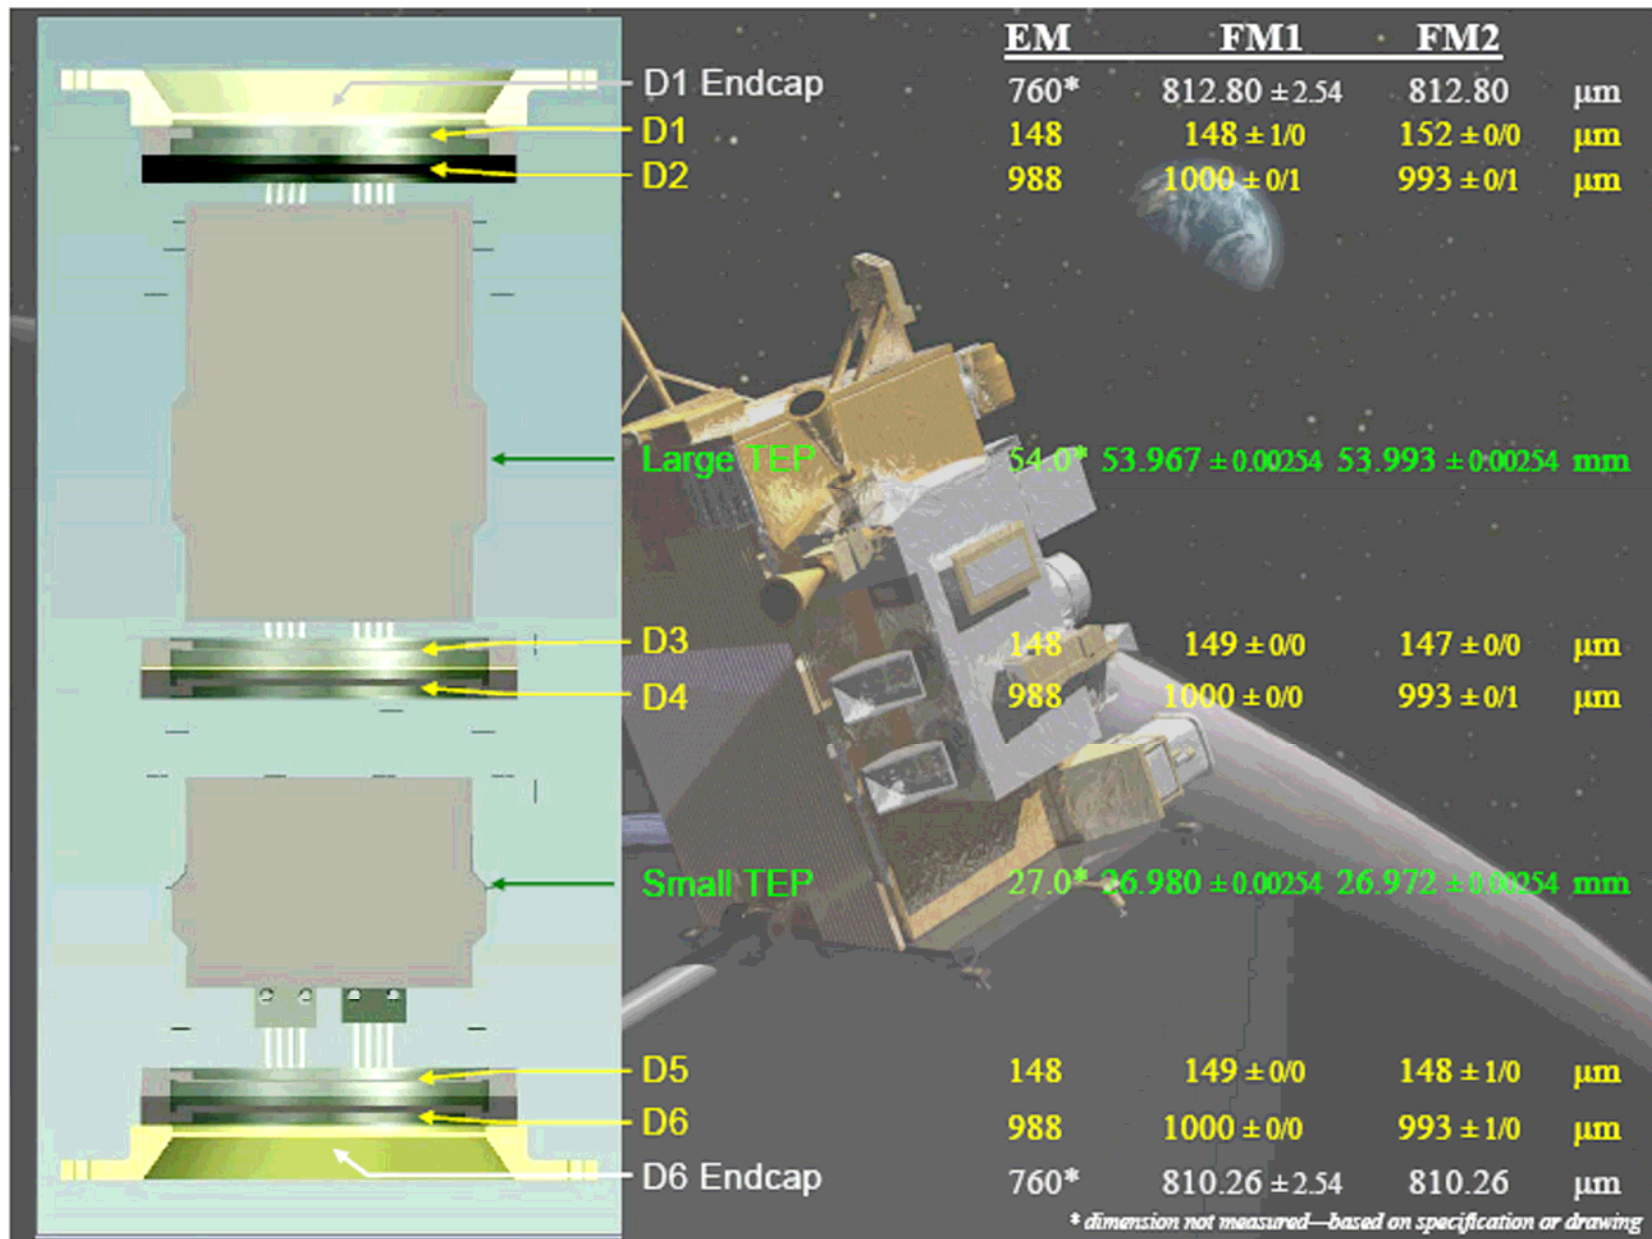 EM FM1 FM2
D1 Endcap 760* 812.80 ± 2.54 812.80 μm
D1 148 148 ± 1/0 152 ± 0/0 μm
D2 988 1000 ± 0/1 993 ± 0/1 μm
Large TEP 54.0* 53.967 ± 0.00254 53.993 ± 0.00254 mm
D3 148 149 ± 0/0 147 ± 0/0 μm
D4 988 1000 ± 0/0 993 ± 0/1 μm
Small TEP 27.0* 26.980 ± 0.00254 26.972 ± 0.00254 mm
D5 148 149 ± 0/0 148 ± 1/0 μm
D6 988 1000 ± 0/0 993 ± 1/0 μm
D6 Endcap 760* 810.26 ± 2.54 810.26 μm
* dimension not measured—based on specification or drawing